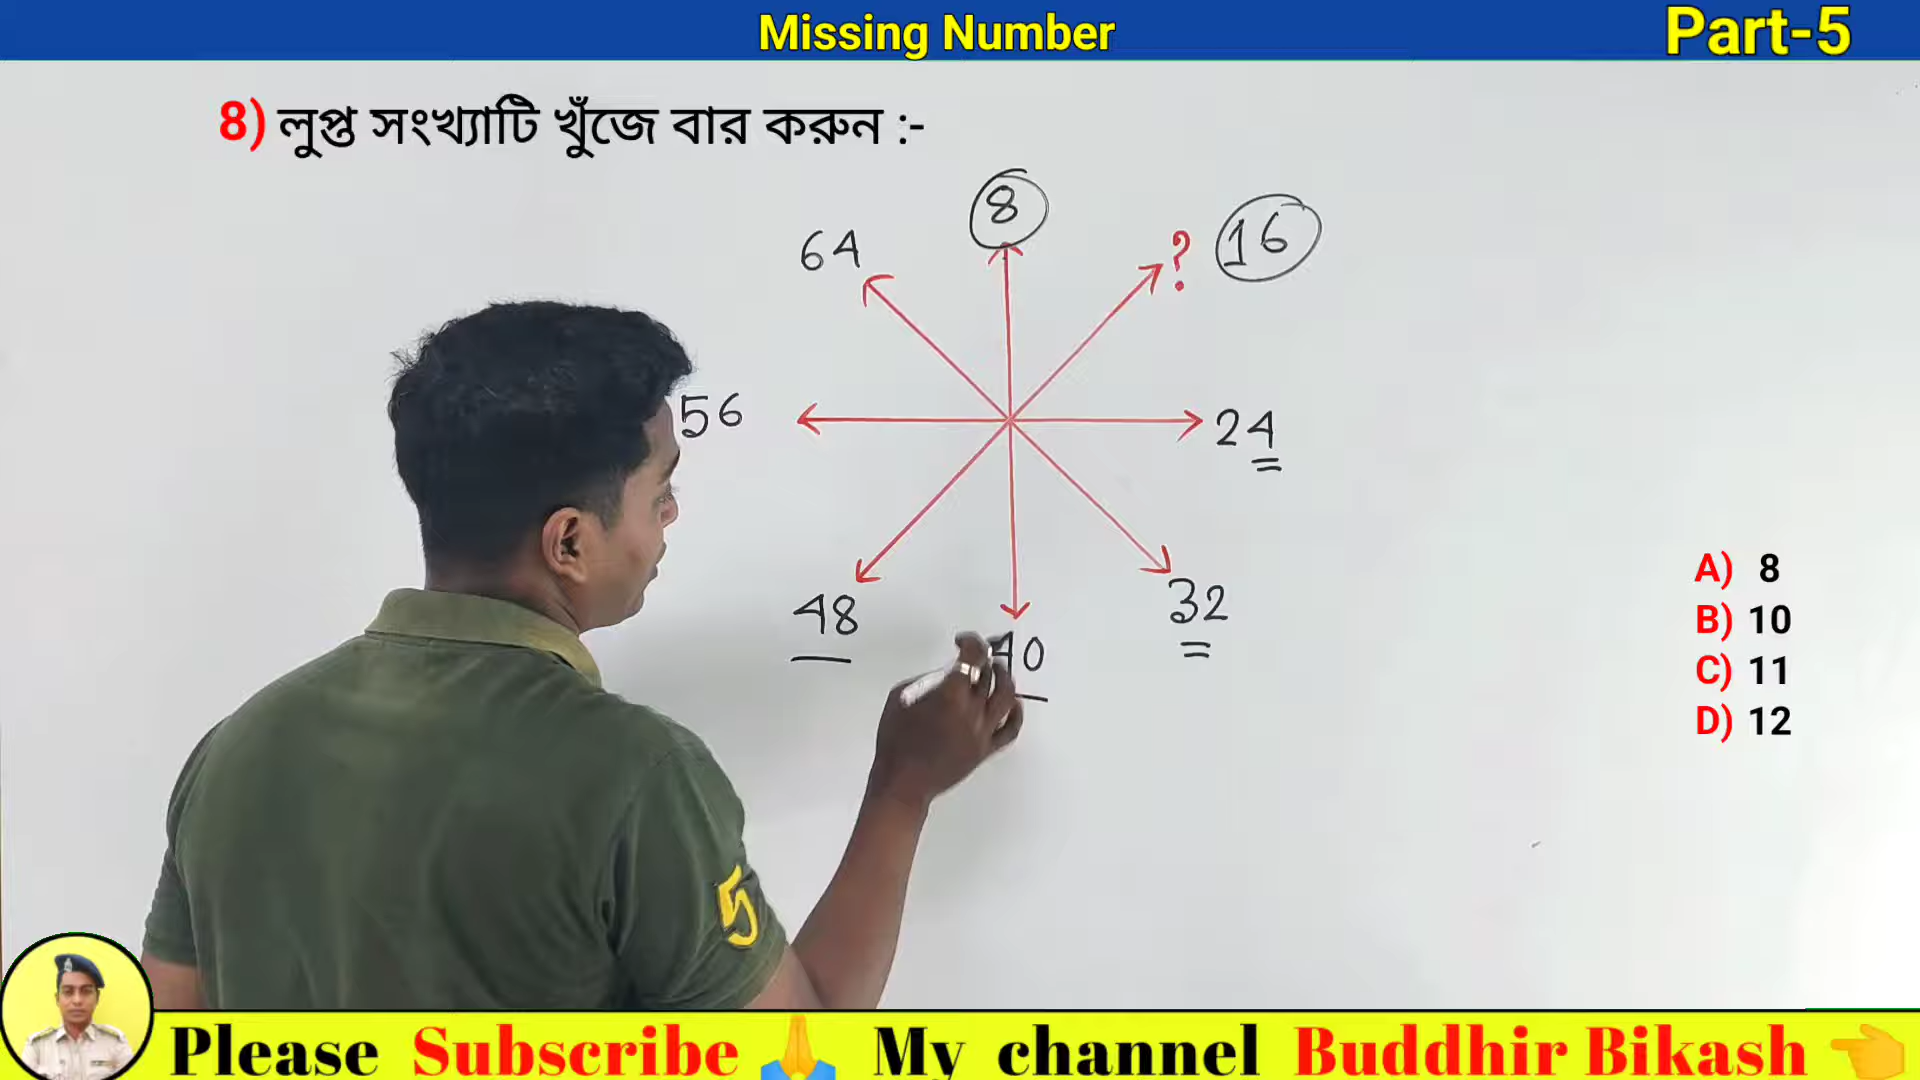 Missing Number
Part-5
8) লুপ্ত সংখ্যাটি খুঁজে বার করুন :-
8
64
?
16
56
24
48
40
32
A) 8
B) 10
C) 11
D) 12
5
Please Subscribe My channel Buddhir Bikash